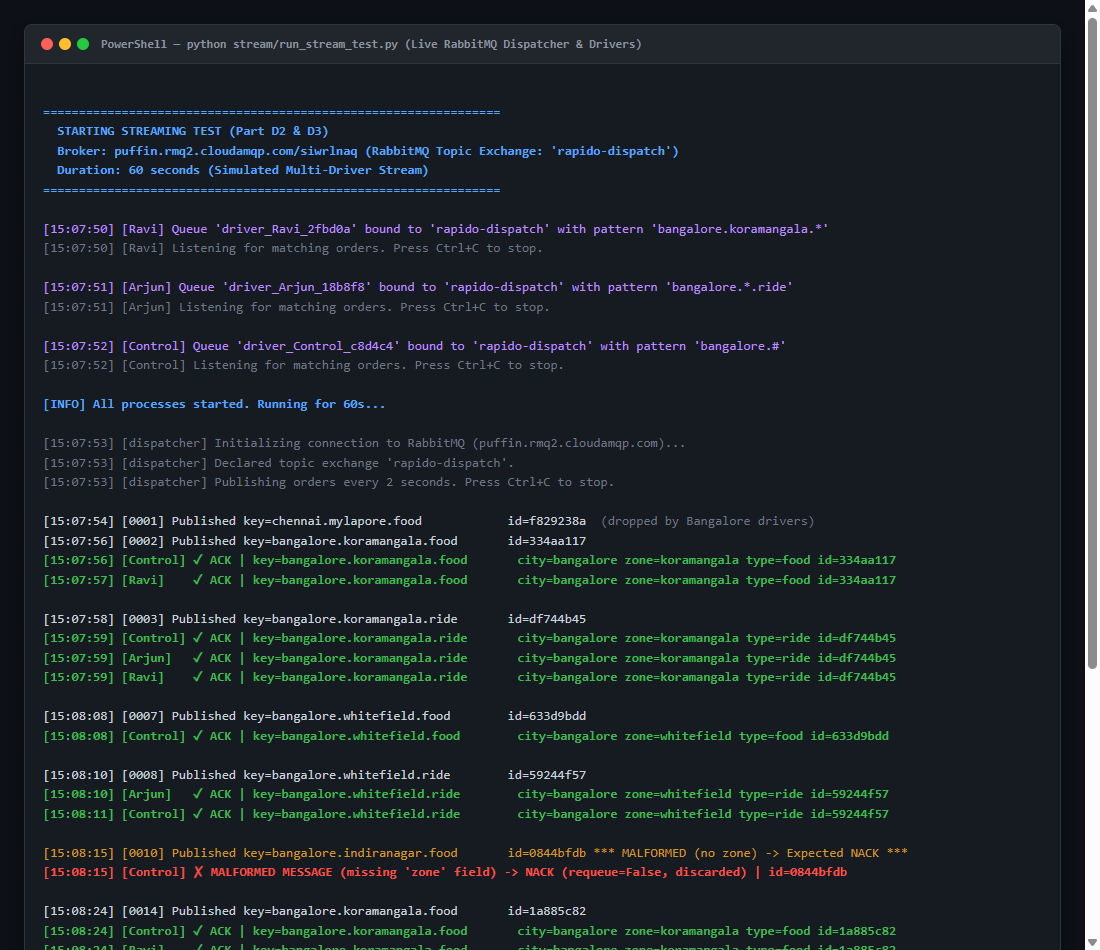 PowerShell — python stream/run_stream_test.py (Live RabbitMQ Dispatcher & Drivers)
================================================================
STARTING STREAMING TEST (Part D2 & D3)
Broker: puffin.rmq2.cloudamqp.com/siwrlnaq (RabbitMQ Topic Exchange: 'rapido-dispatch')
Duration: 60 seconds (Simulated Multi-Driver Stream)
================================================================
[15:07:50] [Ravi] Queue 'driver_Ravi_2fbd0a' bound to 'rapido-dispatch' with pattern 'bangalore.koramangala.*'
[15:07:50] [Ravi] Listening for matching orders. Press Ctrl+C to stop.
[15:07:51] [Arjun] Queue 'driver_Arjun_18b8f8' bound to 'rapido-dispatch' with pattern 'bangalore.*.ride'
[15:07:51] [Arjun] Listening for matching orders. Press Ctrl+C to stop.
[15:07:52] [Control] Queue 'driver_Control_c8d4c4' bound to 'rapido-dispatch' with pattern 'bangalore.#'
[15:07:52] [Control] Listening for matching orders. Press Ctrl+C to stop.
[INFO] All processes started. Running for 60s...
[15:07:53] [dispatcher] Initializing connection to RabbitMQ (puffin.rmq2.cloudamqp.com)...
[15:07:53] [dispatcher] Declared topic exchange 'rapido-dispatch'.
[15:07:53] [dispatcher] Publishing orders every 2 seconds. Press Ctrl+C to stop.
[15:07:54] [0001] Published key=chennai.mylapore.food id=f829238a (dropped by Bangalore drivers)
[15:07:56] [0002] Published key=bangalore.koramangala.food id=334aa117
[15:07:56] [Control] ✓ ACK | key=bangalore.koramangala.food city=bangalore zone=koramangala type=food id=334aa117
[15:07:57] [Ravi] ✓ ACK | key=bangalore.koramangala.food city=bangalore zone=koramangala type=food id=334aa117
[15:07:58] [0003] Published key=bangalore.koramangala.ride id=df744b45
[15:07:59] [Control] ✓ ACK | key=bangalore.koramangala.ride city=bangalore zone=koramangala type=ride id=df744b45
[15:07:59] [Arjun] ✓ ACK | key=bangalore.koramangala.ride city=bangalore zone=koramangala type=ride id=df744b45
[15:07:59] [Ravi] ✓ ACK | key=bangalore.koramangala.ride city=bangalore zone=koramangala type=ride id=df744b45
[15:08:08] [0007] Published key=bangalore.whitefield.food id=633d9bdd
[15:08:08] [Control] ✓ ACK | key=bangalore.whitefield.food city=bangalore zone=whitefield type=food id=633d9bdd
[15:08:10] [0008] Published key=bangalore.whitefield.ride id=59244f57
[15:08:10] [Arjun] ✓ ACK | key=bangalore.whitefield.ride city=bangalore zone=whitefield type=ride id=59244f57
[15:08:11] [Control] ✓ ACK | key=bangalore.whitefield.ride city=bangalore zone=whitefield type=ride id=59244f57
[15:08:15] [0010] Published key=bangalore.indiranagar.food id=0844bfdb *** MALFORMED (no zone) -> Expected NACK ***
[15:08:15] [Control] ✗ MALFORMED MESSAGE (missing 'zone' field) -> NACK (requeue=False, discarded) | id=0844bfdb
[15:08:24] [0014] Published key=bangalore.koramangala.food id=1a885c82
[15:08:24] [Control] ✓ ACK | key=bangalore.koramangala.food city=bangalore zone=koramangala type=food id=1a885c82
[15:08:24] [Ravi] ✓ ACK | key=bangalore.koramangala.food city=bangalore zone=koramangala type=food id=1a885c82